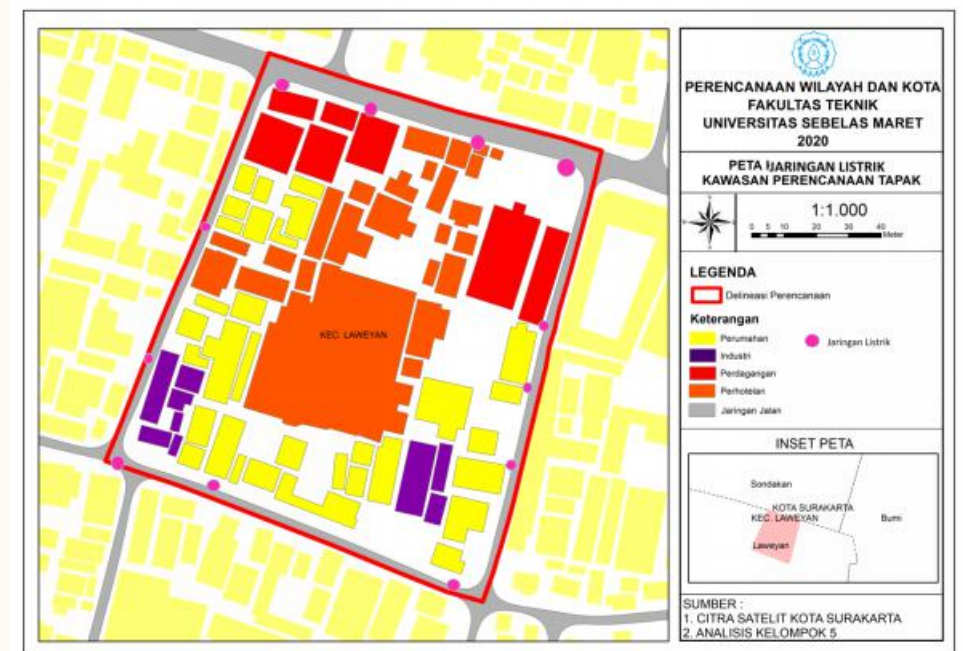 KEC. LAWEYAN
PERENCANAAN WILAYAH DAN KOTA
FAKULTAS TEKNIK
UNIVERSITAS SEBELAS MARET
2020
PETA IJARINGAN LISTRIK
KAWASAN PERENCANAAN TAPAK
1:1.000
0 5 10 20 30 40
Meter
LEGENDA
Delineasi Perencanaan
Keterangan
Perumahan
Jaringan Listrik
Industri
Perdagangan
Perhotelan
Jaringan Jalan
INSET PETA
Sondakan
KOTA SURAKARTA
KEC. LAWEYAN
Bumi
Laweyan
SUMBER :
1. CITRA SATELIT KOTA SURAKARTA
2. ANALISIS KELOMPOK 5